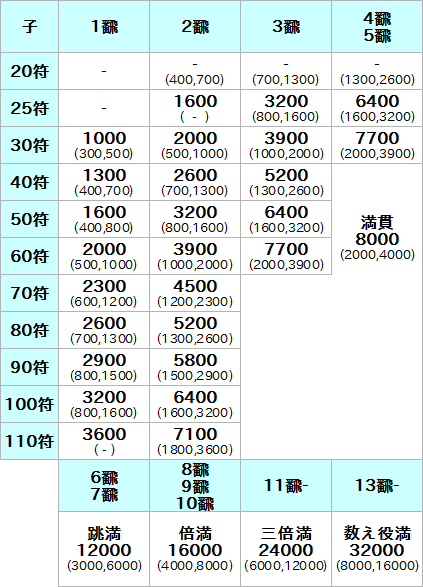 子 1飜 2飜 3飜 4飜
5飜
20符 - - - -
(400,700) (700,1300) (1300,2600)
25符 - 1600 3200 6400
( - ) (800,1600) (1600,3200)
30符 1000 2000 3900 7700
(300,500) (500,1000) (1000,2000) (2000,3900)
40符 1300 2600 5200
(400,700) (700,1300) (1300,2600)
50符 1600 3200 6400
(400,800) (800,1600) (1600,3200)
満貫
8000
(2000,4000)
60符 2000 3900 7700
(500,1000) (1000,2000) (2000,3900)
70符 2300 4500
(600,1200) (1200,2300)
80符 2600 5200
(700,1300) (1300,2600)
90符 2900 5800
(800,1500) (1500,2900)
100符 3200 6400
(800,1600) (1600,3200)
110符 3600 7100
( - ) (1800,3600)
6飜
7飜
8飜
9飜
10飜
11飜-
13飜-
跳満
12000
(3000,6000)
倍満
16000
(4000,8000)
三倍満
24000
(6000,12000)
数え役満
32000
(8000,16000)